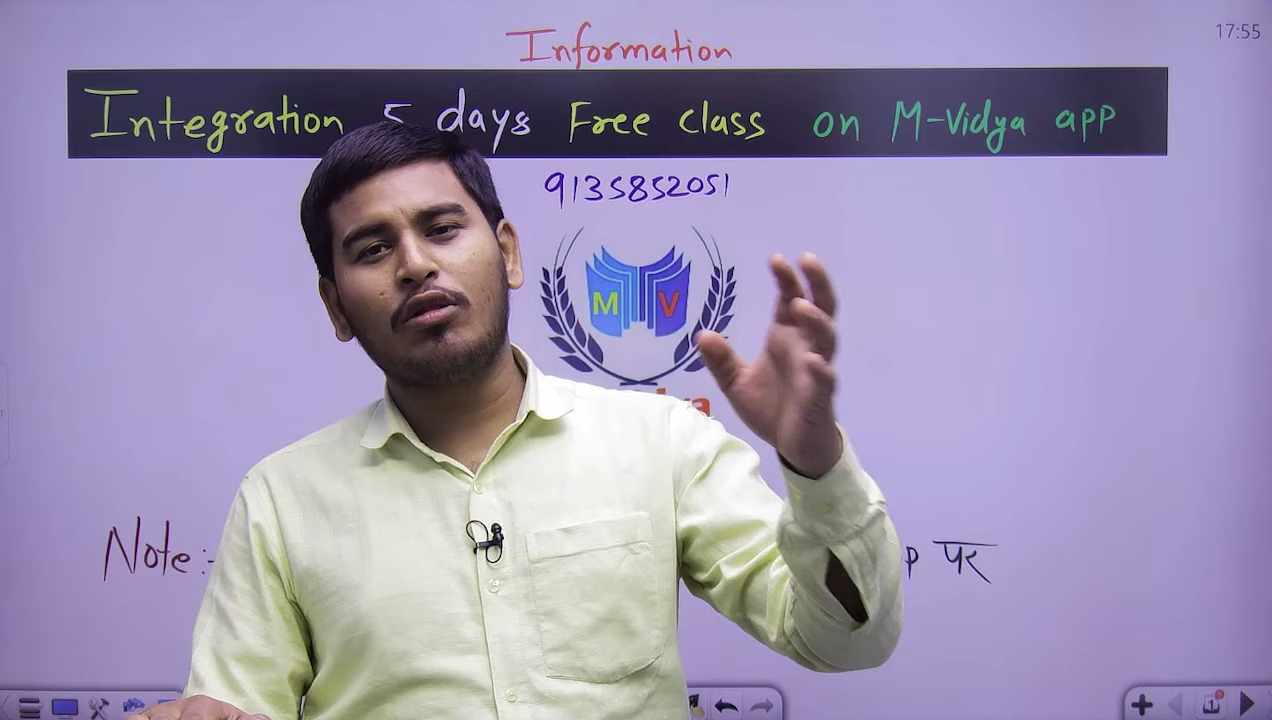 17:55
Information
Integration 5 days Free class on M-Vidya app
9135852051
M V
Note:- p पर